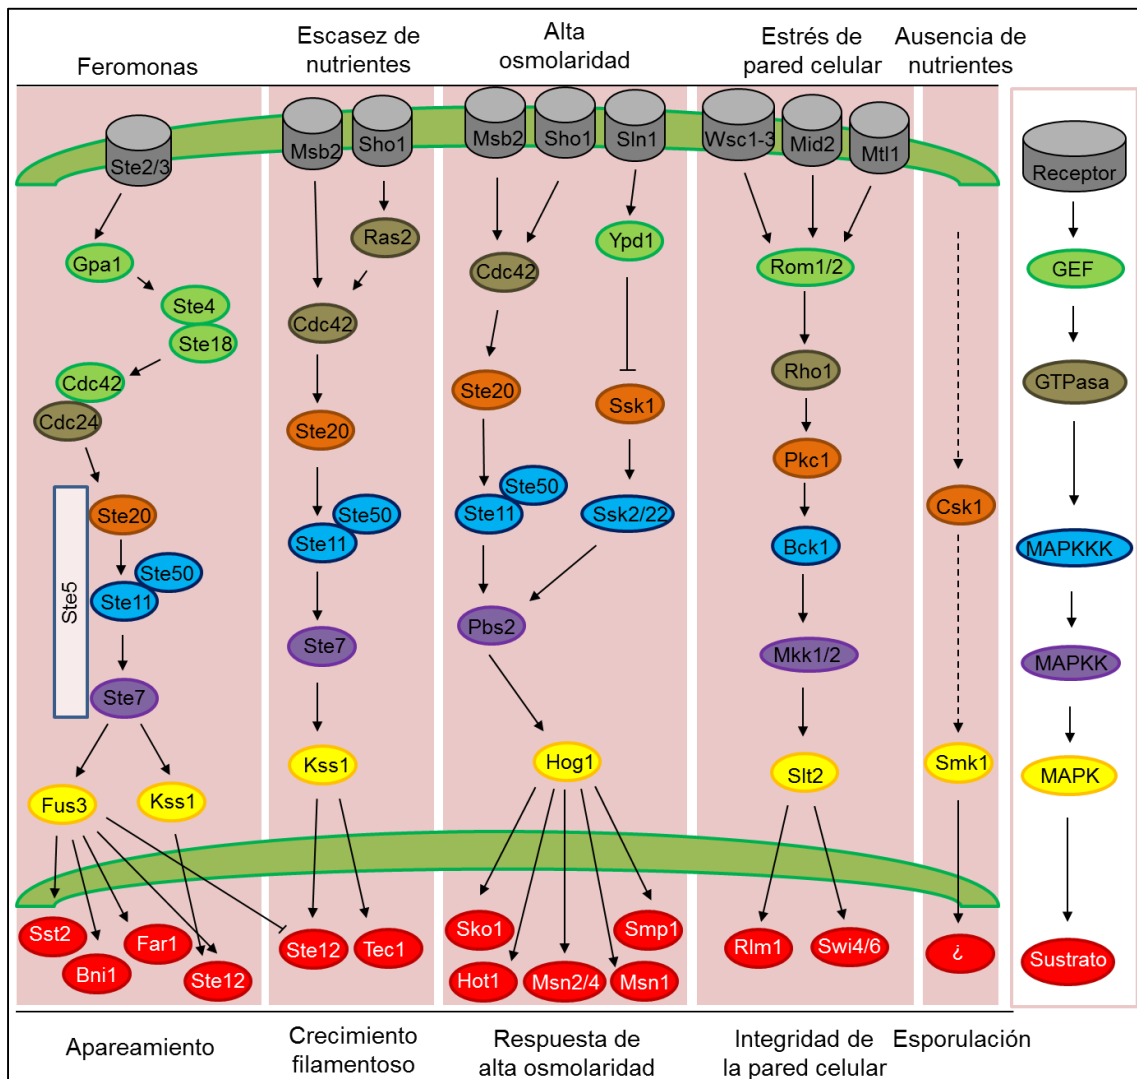 Feromonas
Escasez de
nutrientes
Alta
osmolaridad
Estrés de
pared celular
Ausencia de
nutrientes
Ste2/3
Gpa1
Ste4
Ste18
Cdc42
Cdc24
Ste5
Ste20
Ste50
Ste11
Ste7
Fus3
Kss1
Sst2
Bni1
Far1
Ste12
Msb2
Sho1
Ras2
Cdc42
Ste20
Ste50
Ste11
Ste7
Kss1
Ste12
Tec1
Msb2
Sho1
Sln1
Ypd1
Cdc42
Ste20
Ssk1
Ste50
Ste11
Ssk2/22
Pbs2
Hog1
Sko1
Smp1
Hot1
Msn2/4
Msn1
Wsc1-3
Mid2
Mtl1
Rom1/2
Rho1
Pkc1
Bck1
Mkk1/2
Slt2
Rlm1
Swi4/6
Csk1
Smk1
¿
Receptor
GEF
GTPasa
MAPKKK
MAPKK
MAPK
Sustrato
Apareamiento
Crecimiento
filamentoso
Respuesta de
alta osmolaridad
Integridad de
la pared celular
Esporulación